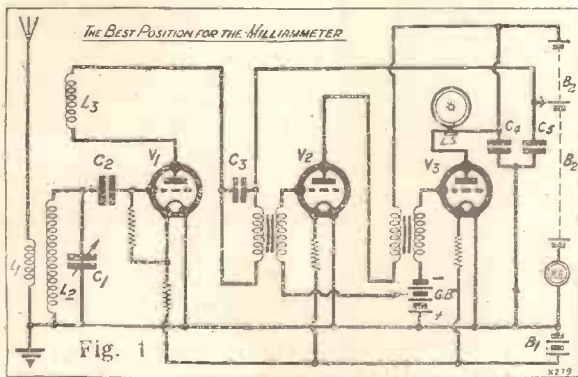 THE BEST POSITION FOR THE MILLIAMMETER
L3
C2
V1
C3
V2
L.S.
V3
C4
C5
B2
B2
L1
L2
C1
G.B
−
+
B1
Fig. 1
X279